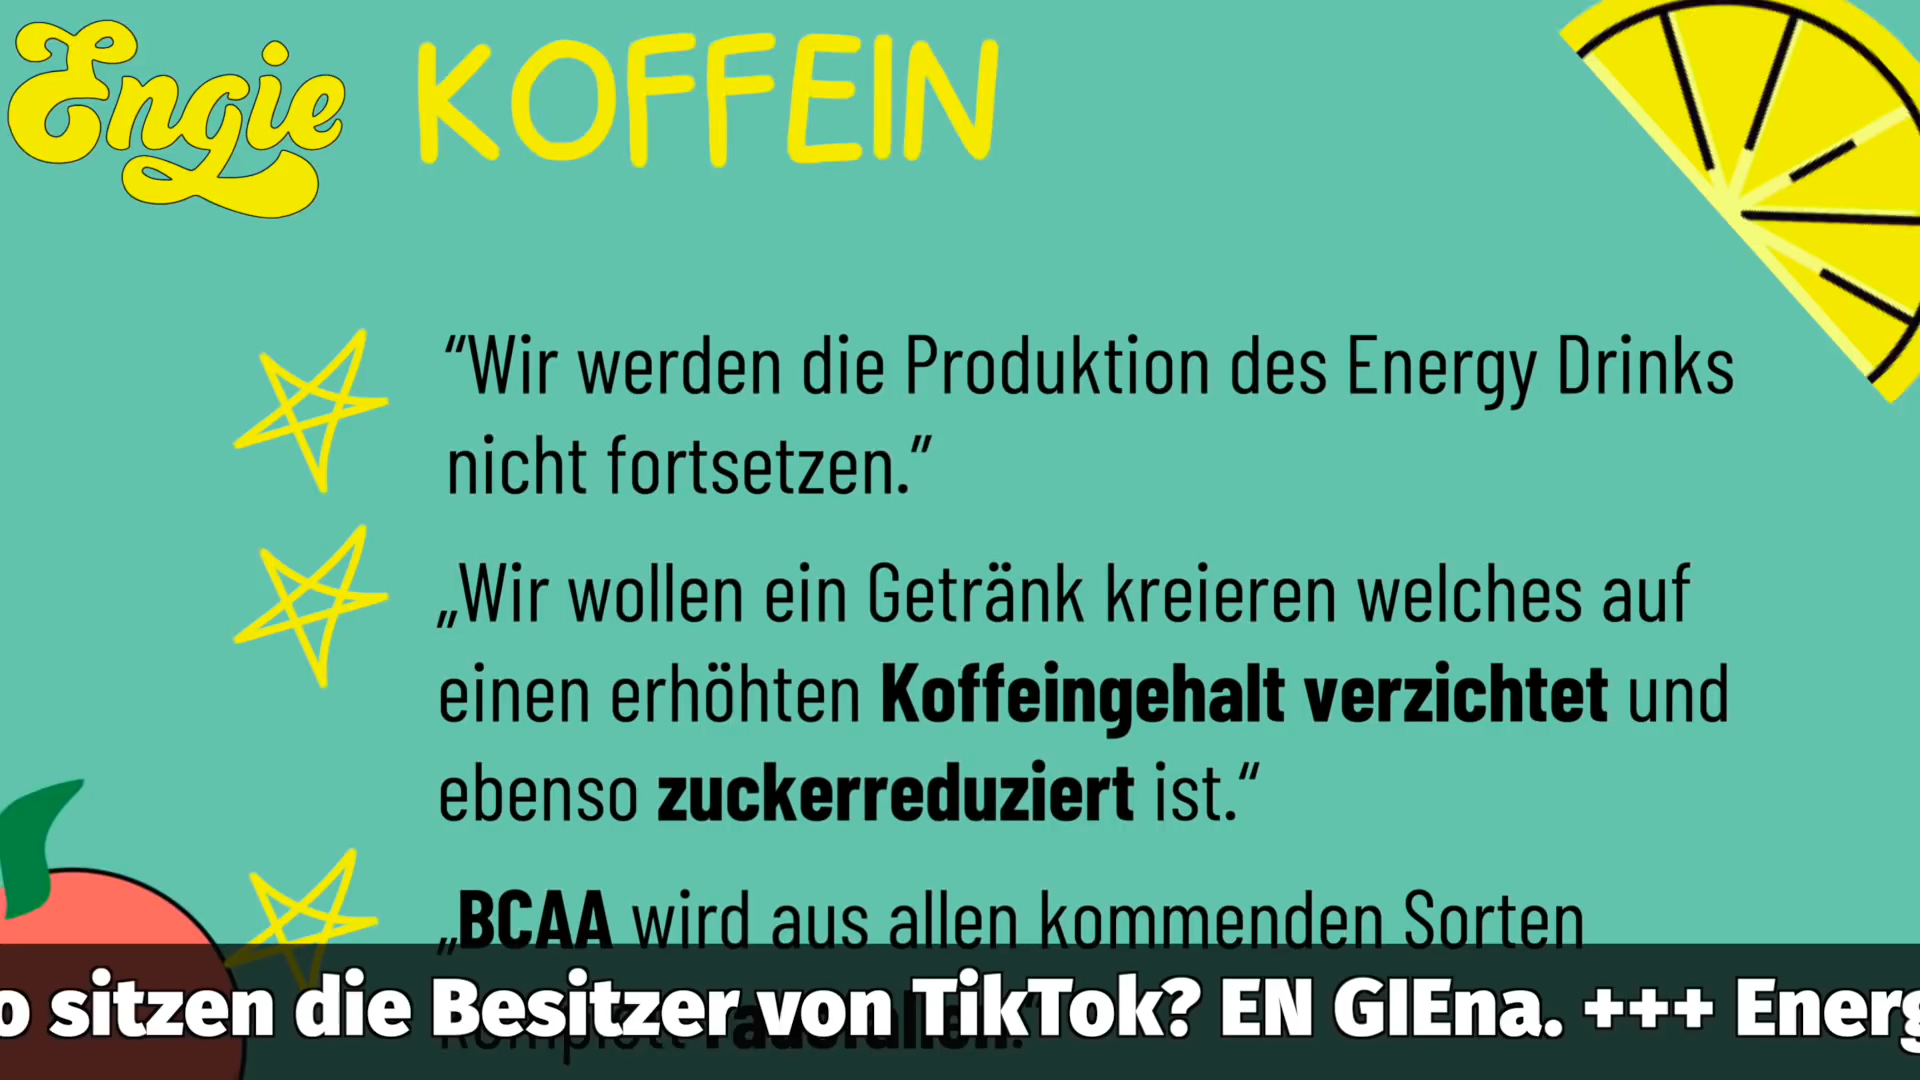 Engie
KOFFEIN
“Wir werden die Produktion des Energy Drinks
nicht fortsetzen.”
„Wir wollen ein Getränk kreieren welches auf
einen erhöhten Koffeingehalt verzichtet und
ebenso zuckerreduziert ist.“
„BCAA wird aus allen kommenden Sorten
komplett rausfallen.“
o sitzen die Besitzer von TikTok? EN GIEna. +++ Energ